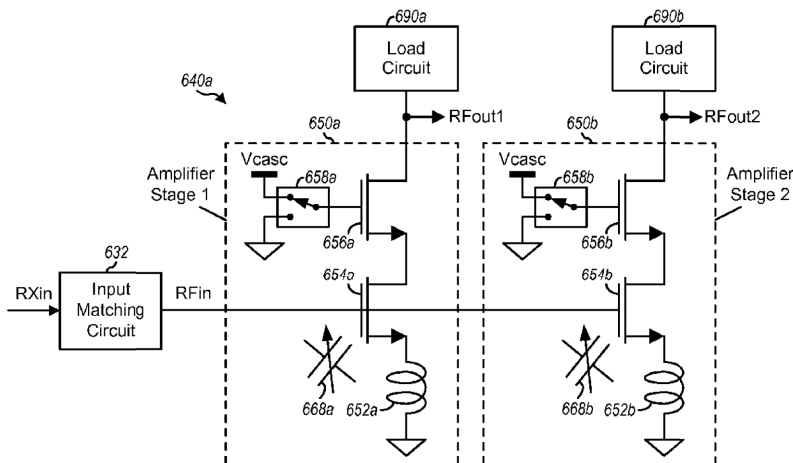 690a
690b
Load
Circuit
Load
Circuit
640a
RFout1
RFout2
650a
650b
Amplifier
Stage 1
Vcasc
658a
Vcasc
658b
Amplifier
Stage 2
656a
656b
632
654a
654b
RXin
Input
Matching
Circuit
RFin
668a
652a
668b
652b